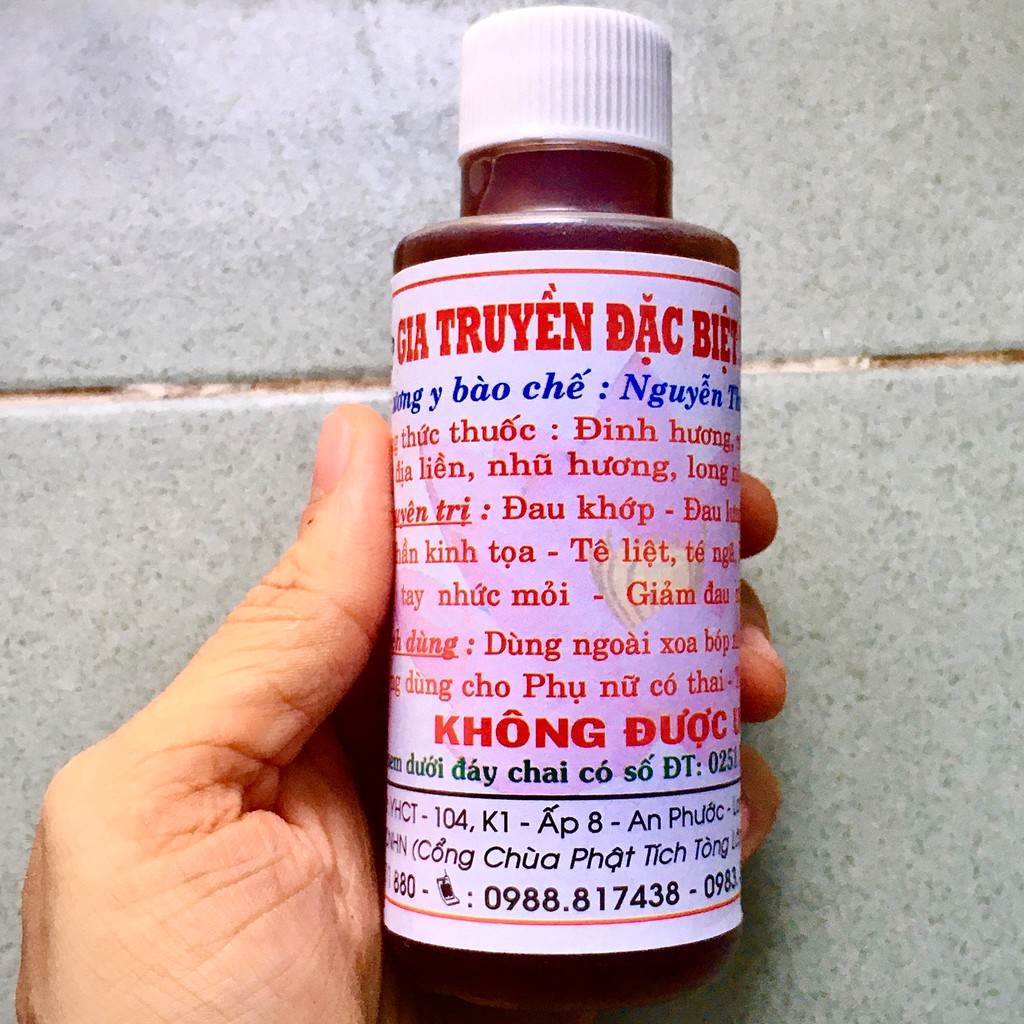 GIA TRUYỀN ĐẶC BIỆT
y bào chế : Nguyễn
thức thuốc : Đinh hương,
địa liền, nhũ hương, long
trị : Đau khớp - Đau
kinh tọa - Tê liệt, té ngã,
tay nhức mỏi - Giảm đau
dùng : Dùng ngoài xoa bóp
dùng cho Phụ nữ có thai -
KHÔNG ĐƯỢC
dưới đáy chai có số ĐT: 0251.
YHCT - 104, K1 - Ấp 8 - An Phước -
(Cổng Chùa Phật Tích Tòng
880 - : 0988.817438 - 0983.